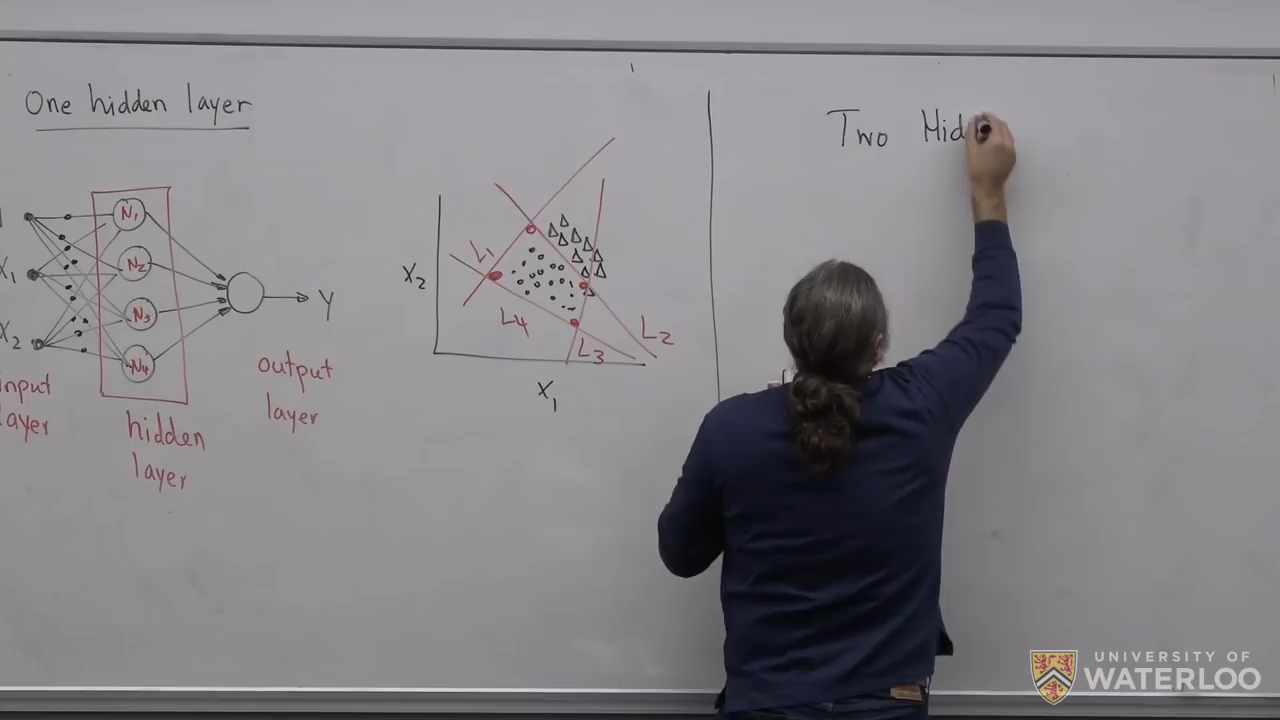 One hidden layer
N1
N2
N3
N4
X1
X2
Y
input
layer
hidden
layer
output
layer
X2
X1
L1
L4
L3
L2
Two Hid
UNIVERSITY OF
WATERLOO